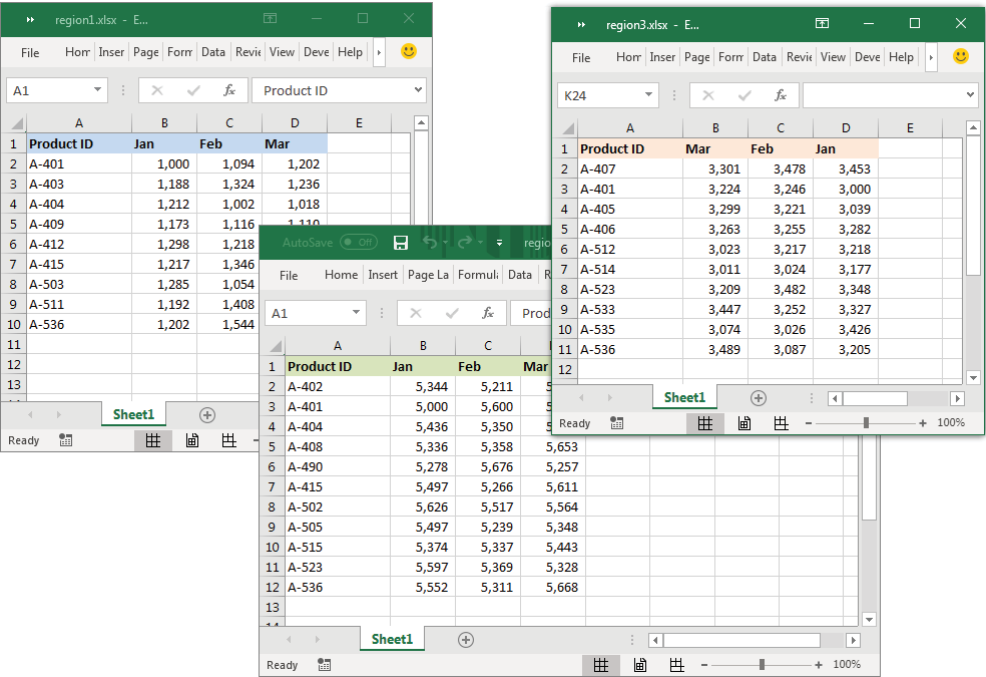 region1.xlsx - E...
File Hom Inser Page Form Data Revie View Deve Help
A1 fx Product ID
A B C D E
1 Product ID Jan Feb Mar
2 A-401 1,000 1,094 1,202
3 A-403 1,188 1,324 1,236
4 A-404 1,212 1,002 1,018
5 A-409 1,173 1,116 1,110
6 A-412 1,298 1,218
7 A-415 1,217 1,346
8 A-503 1,285 1,054
9 A-511 1,192 1,408
10 A-536 1,202 1,544
11
12
13
Sheet1
Ready
AutoSave Off regio
File Home Insert Page La Formula Data R
A1 fx Prod
A B C
1 Product ID Jan Feb Mar
2 A-402 5,344 5,211 5
3 A-401 5,000 5,600 5
4 A-404 5,436 5,350 5
5 A-408 5,336 5,358 5,653
6 A-490 5,278 5,676 5,257
7 A-415 5,497 5,266 5,611
8 A-502 5,626 5,517 5,564
9 A-505 5,497 5,239 5,348
10 A-515 5,374 5,337 5,443
11 A-523 5,597 5,369 5,328
12 A-536 5,552 5,311 5,668
13
Sheet1
Ready 100%
region3.xlsx - E...
File Hom Inser Page Form Data Revie View Deve Help
K24 fx
A B C D E
1 Product ID Mar Feb Jan
2 A-407 3,301 3,478 3,453
3 A-401 3,224 3,246 3,000
4 A-405 3,299 3,221 3,039
5 A-406 3,263 3,255 3,282
6 A-512 3,023 3,217 3,218
7 A-514 3,011 3,024 3,177
8 A-523 3,209 3,482 3,348
9 A-533 3,447 3,252 3,327
10 A-535 3,074 3,026 3,426
11 A-536 3,489 3,087 3,205
12
Sheet1
Ready 100%